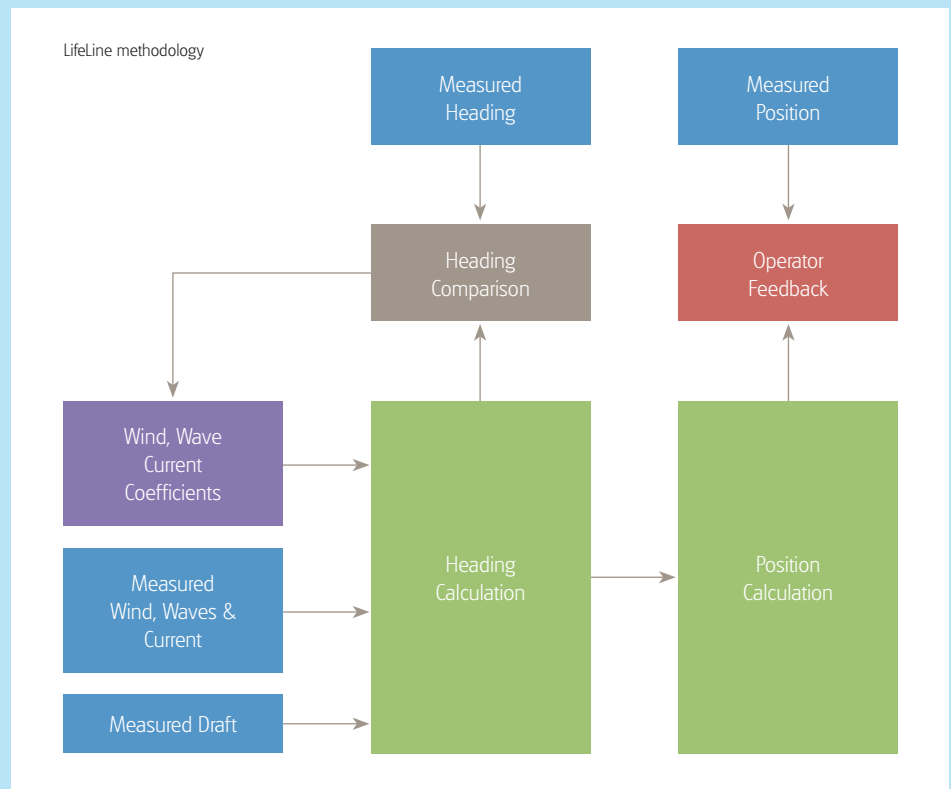 LifeLine methodology
Measured
Heading
Measured
Position
Heading
Comparison
Operator
Feedback
Wind, Wave
Current
Coefficients
Measured
Wind, Waves &
Current
Measured Draft
Heading
Calculation
Position
Calculation